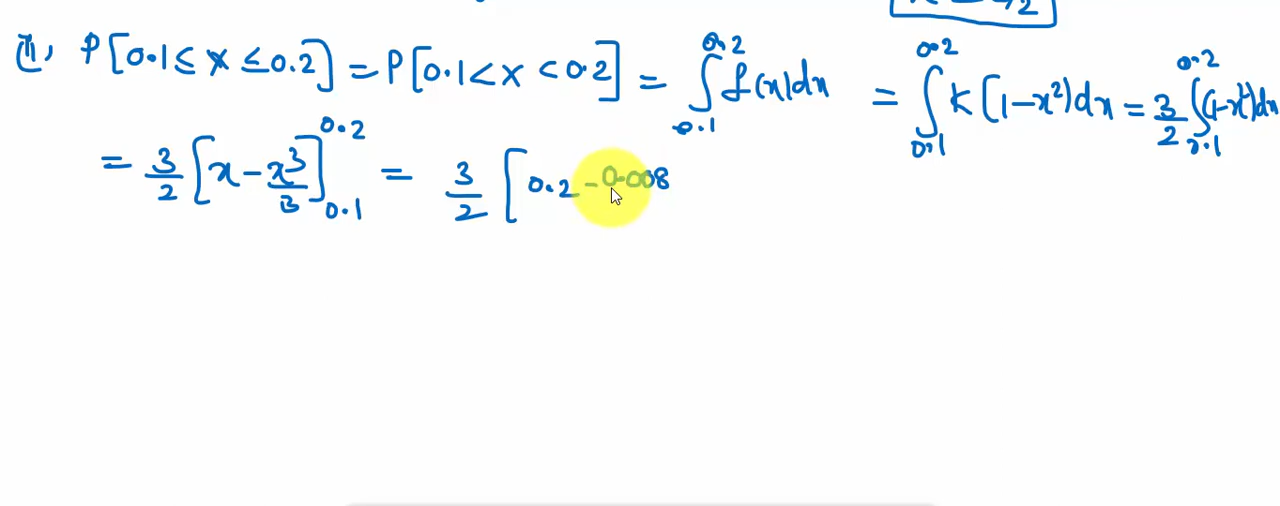 (ii) P[0.1≤x≤0.2] = P[0.1<x<0.2] = ∫_{0.1}^{0.2} f(x)dx = ∫_{0.1}^{0.2} K[1-x²)dx = 3/2 ∫_{0.1}^{0.2} (1-x²)dx
= 3/2 [x - x³/3]_{0.1}^{0.2} = 3/2 [0.2 - 0.008